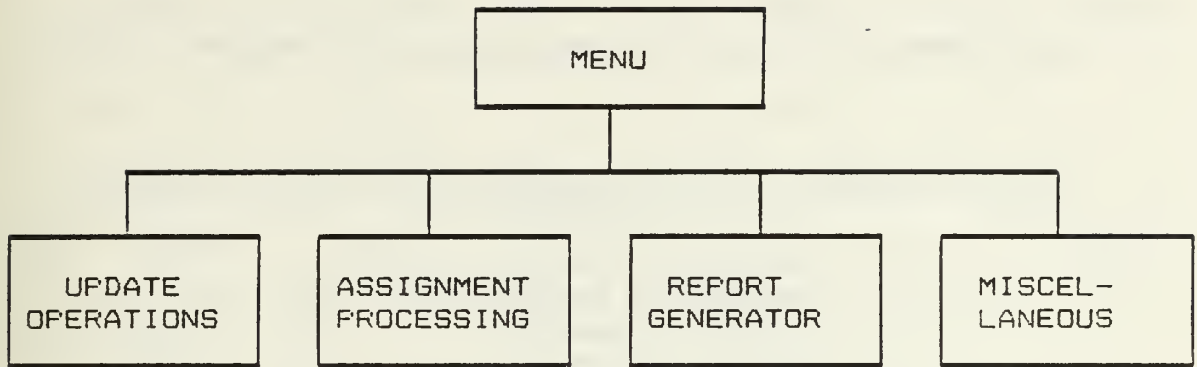 MENU
UPDATE
OPERATIONS
ASSIGNMENT
PROCESSING
REPORT
GENERATOR
MISCEL-
LANEOUS